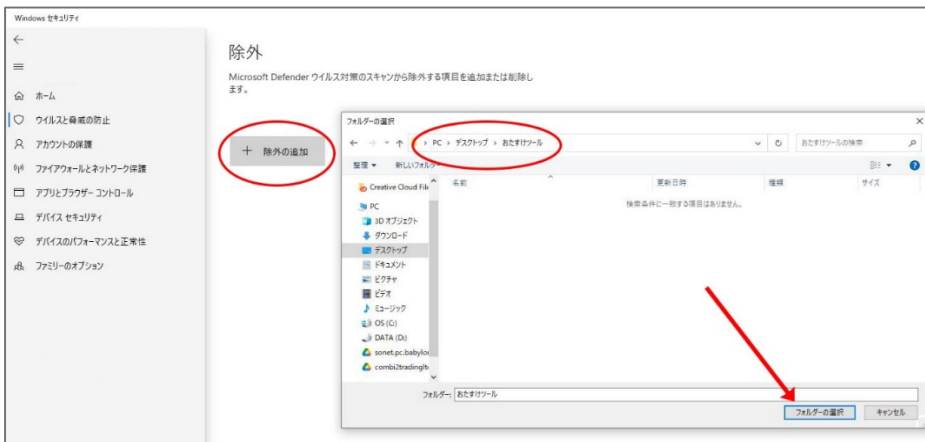 Windows セキュリティ
除外
Microsoft Defender ウイルス対策のスキャンから除外する項目を追加または削除し
ます。
ホーム
ウイルスと脅威の防止
アカウントの保護
ファイアウォールとネットワーク保護
アプリとブラウザー コントロール
デバイス セキュリティ
デバイスのパフォーマンスと正常性
ファミリーのオプション
+ 除外の追加
フォルダーの選択
PC > デスクトップ > おたすけツール
おたすけツールの検索
整理 新しいフォルダー
名前 更新日時 種類 サイズ
検索条件に一致する項目はありません。
Creative Cloud File
PC
3D オブジェクト
ダウンロード
デスクトップ
ドキュメント
ピクチャ
ビデオ
ミュージック
OS (C:)
DATA (D:)
sonet.pc.babylo
combi2trading
フォルダー: おたすけツール
フォルダーの選択 キャンセル